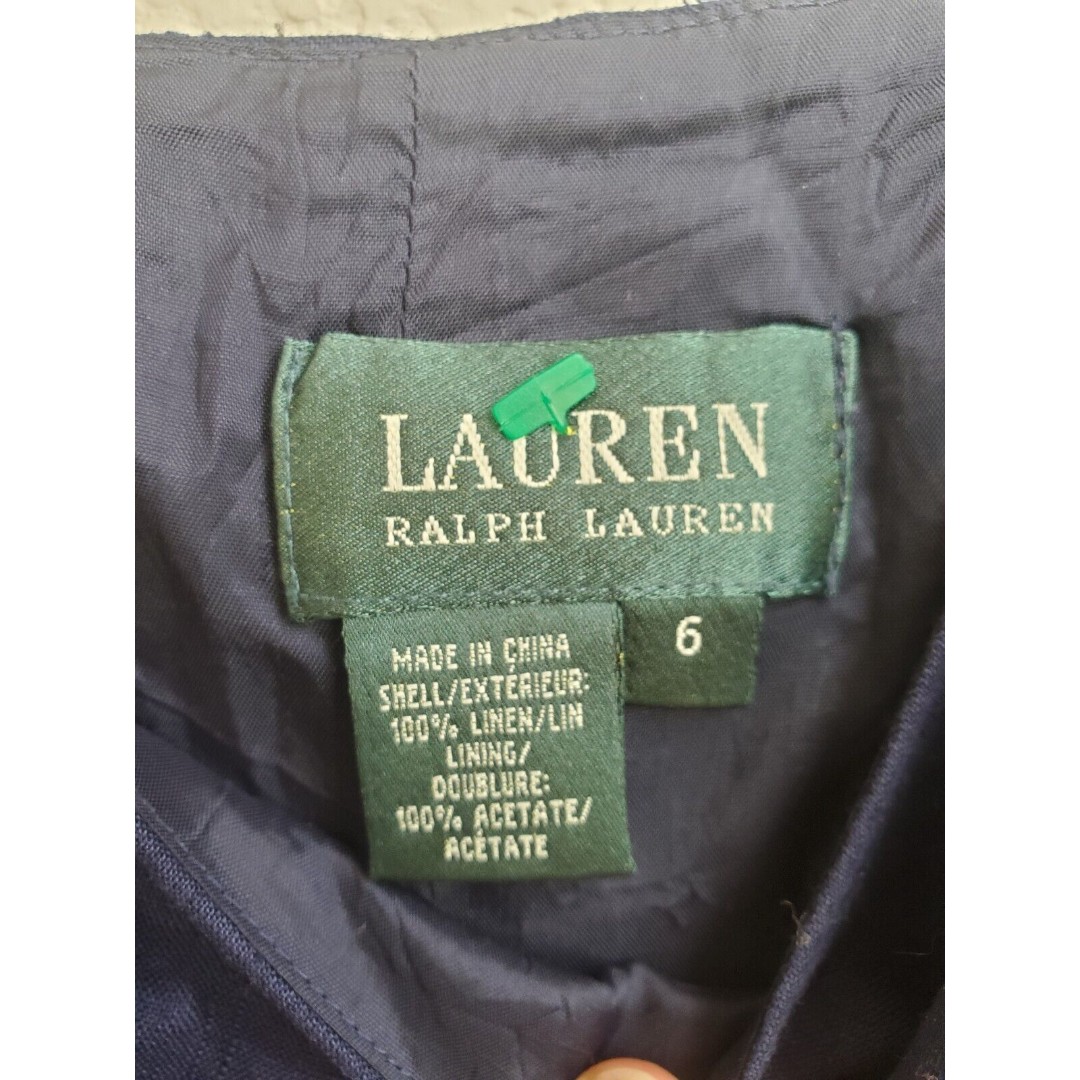 LAUREN
RALPH LAUREN
6
MADE IN CHINA
SHELL/EXTÉRIEUR:
100% LINEN/LIN
LINING/
DOUBLURE:
100% ACETATE/
ACÉTATE